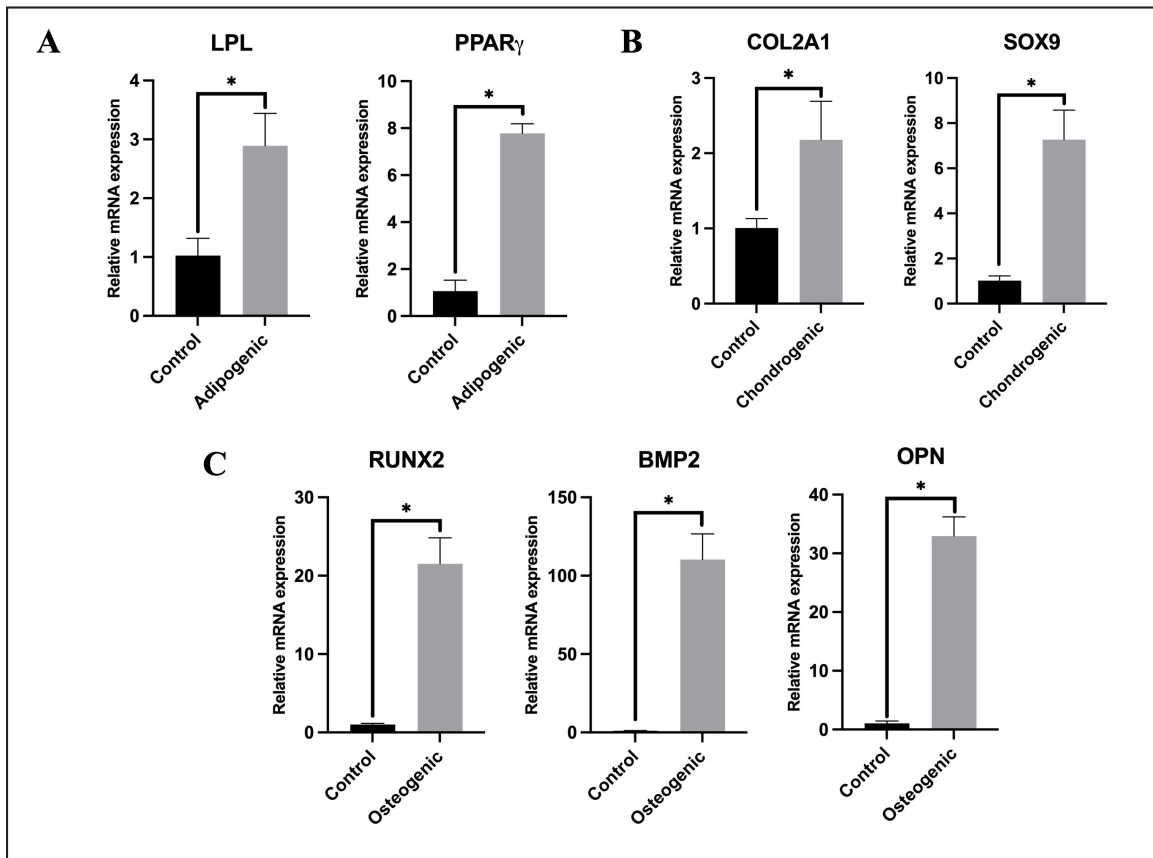 A
LPL
Relative mRNA expression
4
3
2
1
0
*
Control
Adipogenic
PPARγ
Relative mRNA expression
10
8
6
4
2
0
*
Control
Adipogenic
B
COL2A1
Relative mRNA expression
3
2
1
0
*
Control
Chondrogenic
SOX9
Relative mRNA expression
10
8
6
4
2
0
*
Control
Chondrogenic
C
RUNX2
Relative mRNA expression
30
20
10
0
*
Control
Osteogenic
BMP2
Relative mRNA expression
150
100
50
0
*
Control
Osteogenic
OPN
Relative mRNA expression
40
30
20
10
0
*
Control
Osteogenic